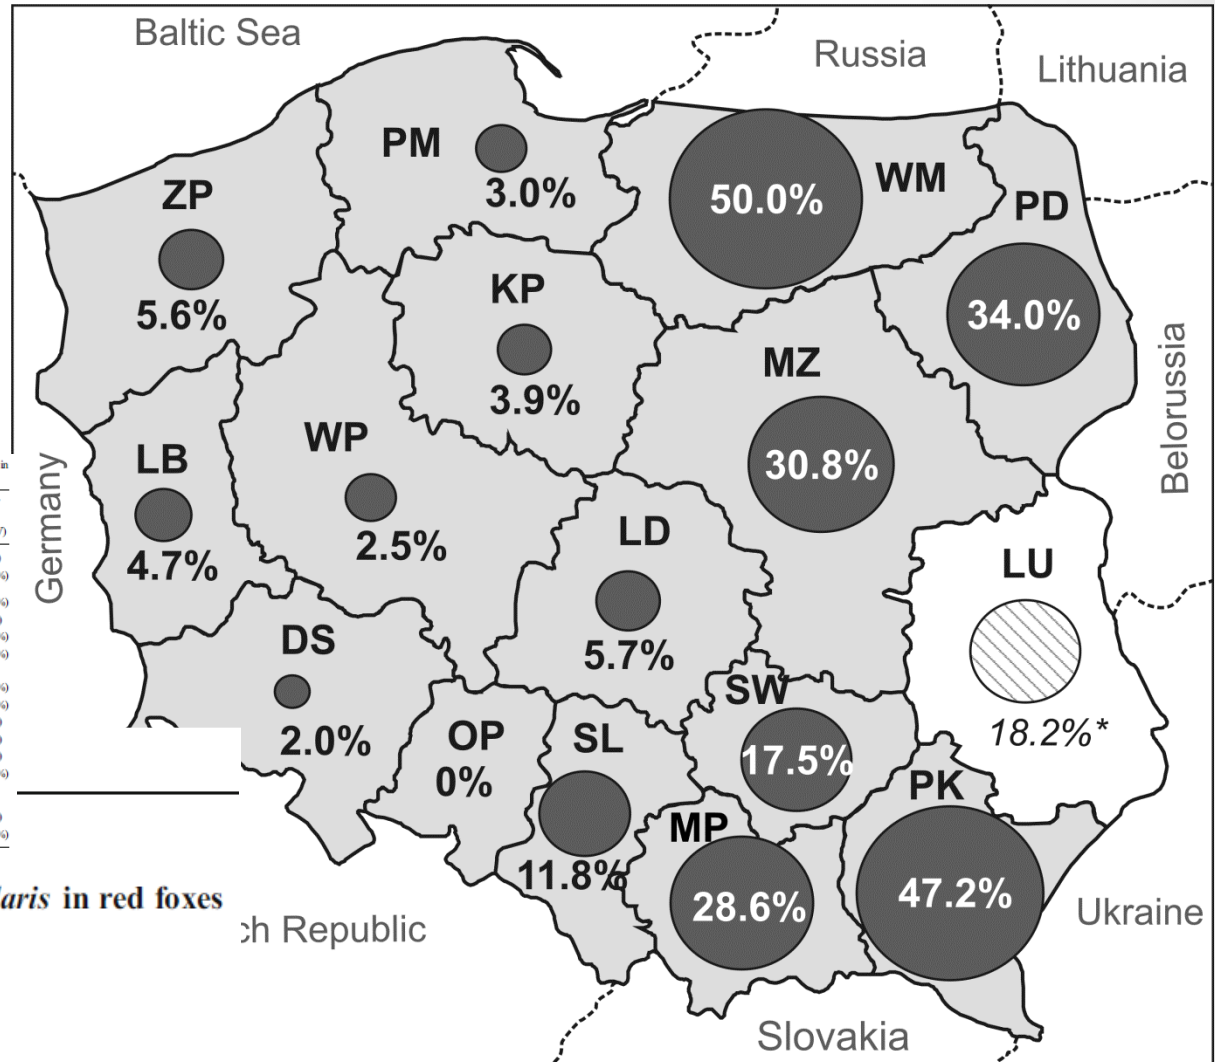 Baltic Sea
Russia
Lithuania
PM
3.0%
50.0%
WM
ZP
5.6%
PD
34.0%
KP
3.9%
MZ
30.8%
Belorussia
WP
2.5%
LB
4.7%
Germany
LD
5.7%
LU
18.2%*
DS
2.0%
SW
17.5%
OP
0%
SL
11.8%
PK
47.2%
MP
28.6%
aris in red foxes
ch Republic
Ukraine
Slovakia